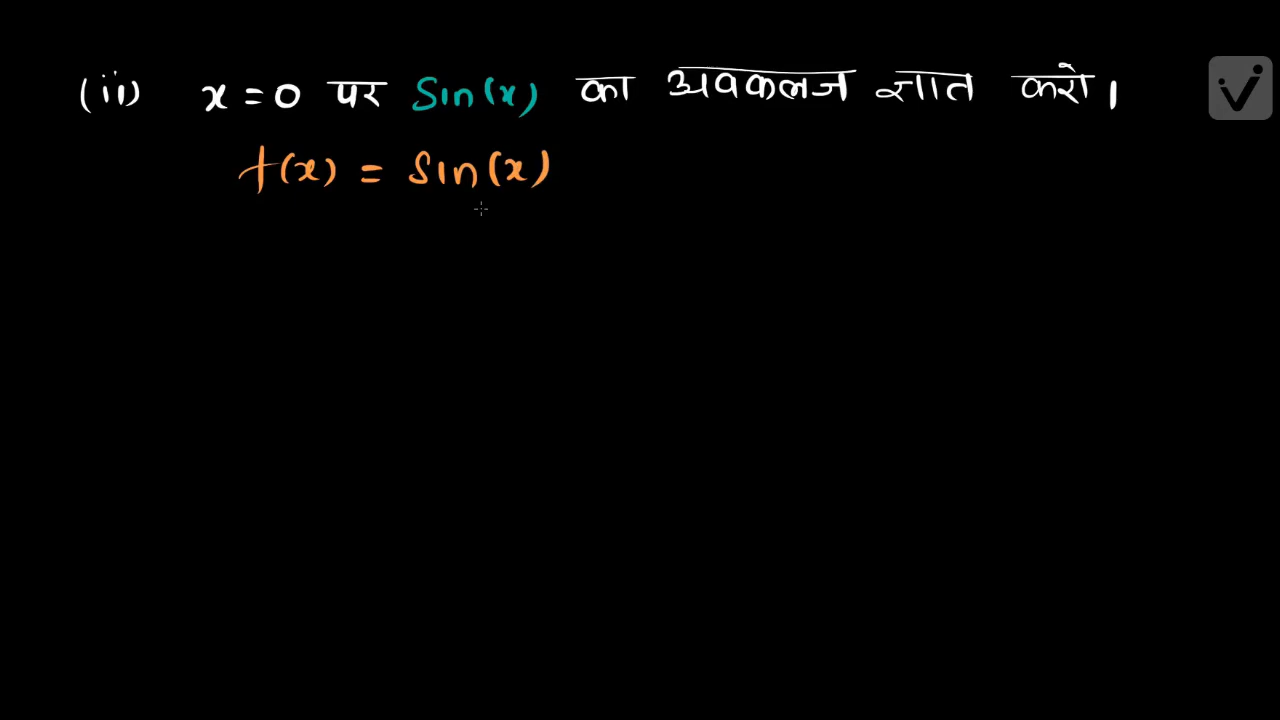 (ii) x = 0 पर Sin(x) का अवकलज ज्ञात करो।
f(x) = Sin(x)